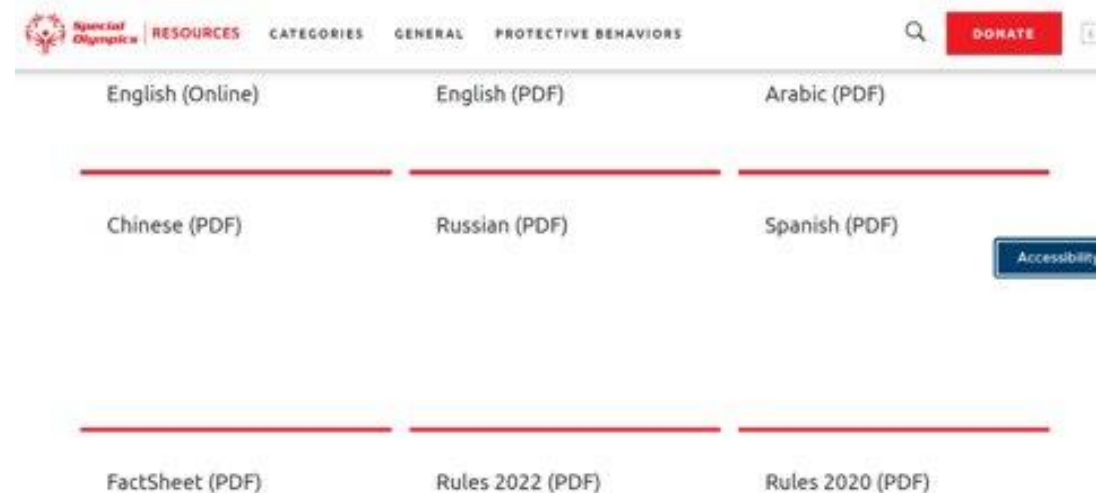 Special Olympics RESOURCES CATEGORIES GENERAL PROTECTIVE BEHAVIORS DONATE
English (Online) English (PDF) Arabic (PDF)
Chinese (PDF) Russian (PDF) Spanish (PDF)
Accessibility
FactSheet (PDF) Rules 2022 (PDF) Rules 2020 (PDF)